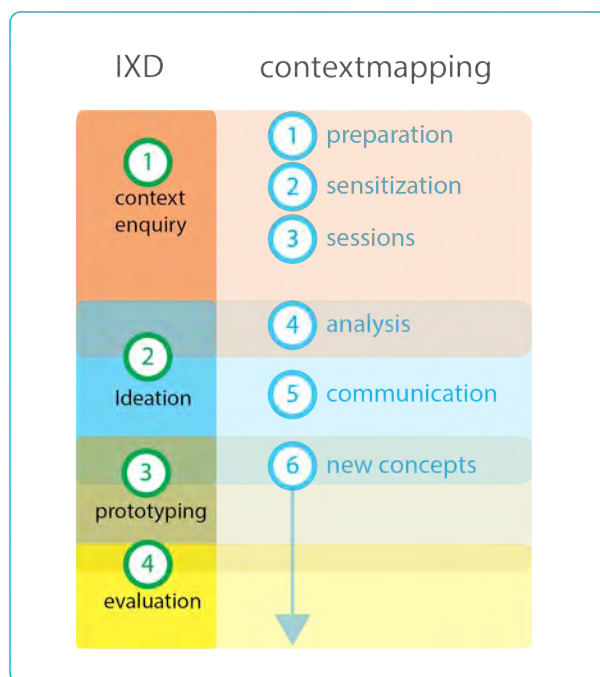 IXD
contextmapping
1
context
enquiry
1 preparation
2 sensitization
3 sessions
4 analysis
2
Ideation
5 communication
3
prototyping
6 new concepts
4
evaluation